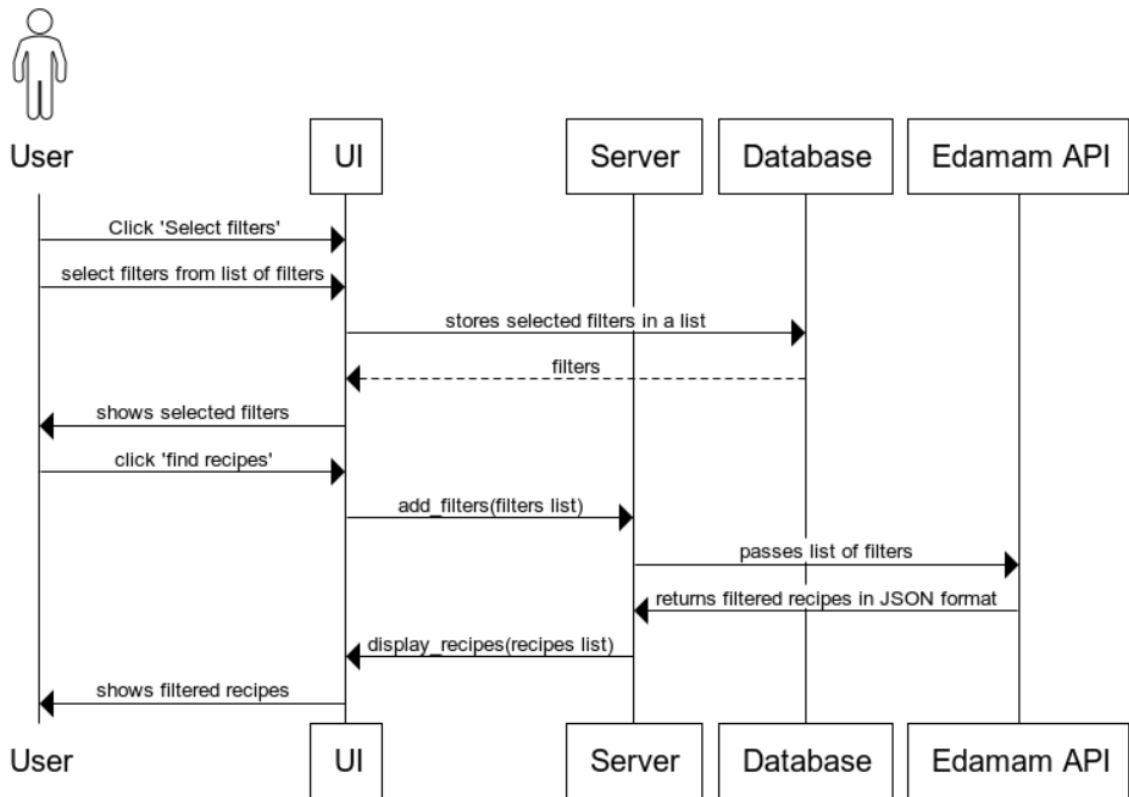 User
UI
Server
Database
Edamam API
Click 'Select filters'
select filters from list of filters
stores selected filters in a list
filters
shows selected filters
click 'find recipes'
add_filters(filters list)
passes list of filters
returns filtered recipes in JSON format
display_recipes(recipes list)
shows filtered recipes
User
UI
Server
Database
Edamam API